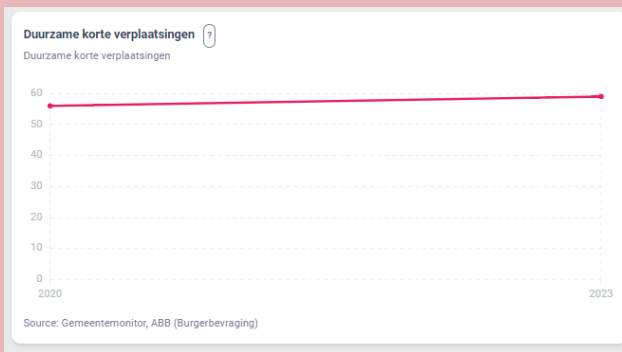 Duurzame korte verplaatsingen ?
Duurzame korte verplaatsingen
60
50
40
30
20
10
0
2020 2023
Source: Gemeentemonitor, ABB (Burgerbevraging)